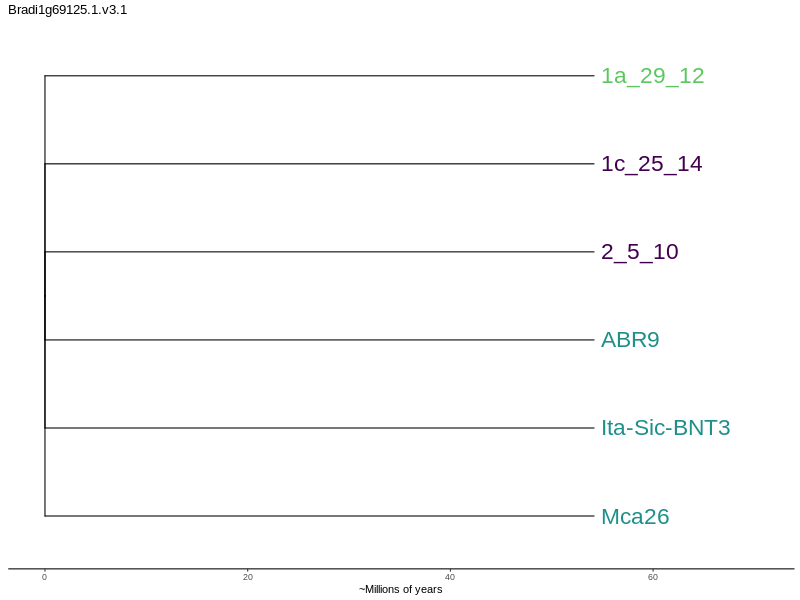 Bradi1g69125.1.v3.1
1a_29_12
1c_25_14
2_5_10
ABR9
Ita-Sic-BNT3
Mca26
0 20 40 60
~Millions of years